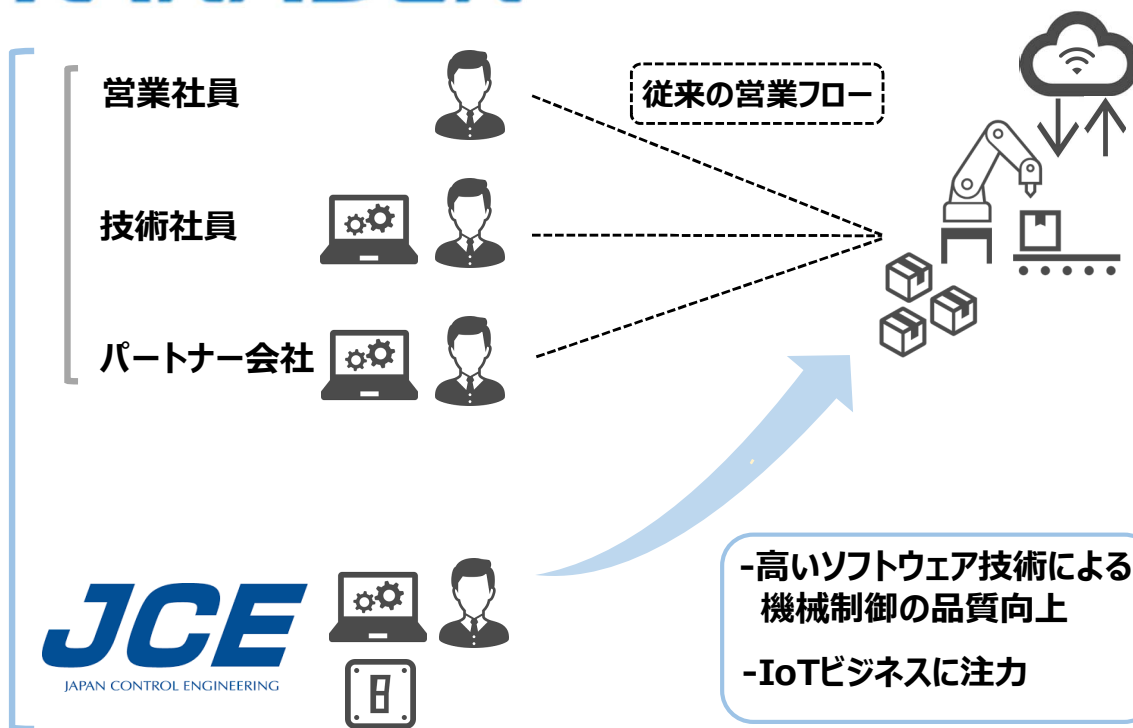 営業社員
従来の営業フロー
技術社員
パートナー会社
JCE
JAPAN CONTROL ENGINEERING
-高いソフトウェア技術による
機械制御の品質向上
-IoTビジネスに注力